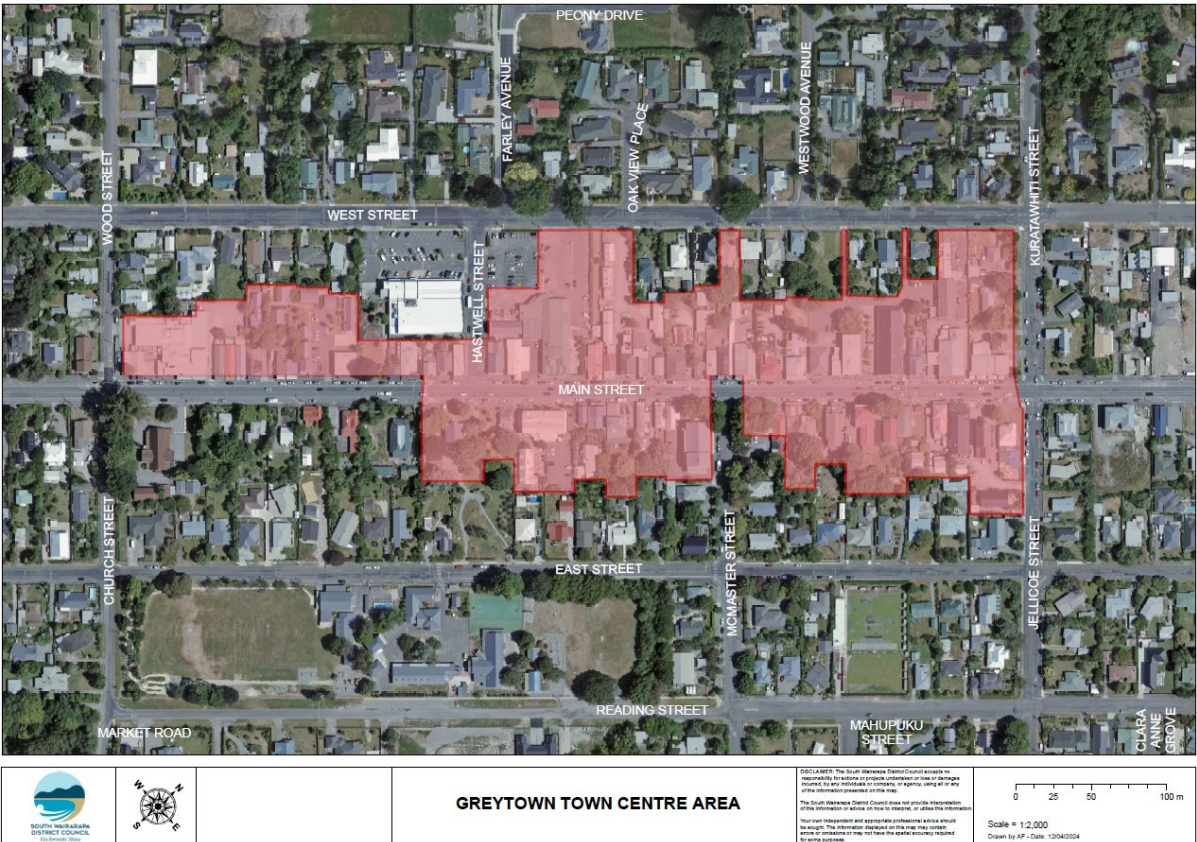 PEONY DRIVE
FARLEY AVENUE
OAK VIEW PLACE
WESTWOOD AVENUE
WOOD STREET
KURATAWHITI STREET
WEST STREET
HASTWELL STREET
MAIN STREET
CHURCH STREET
MCMASTER STREET
JELLICOE STREET
EAST STREET
READING STREET
MARKET ROAD
MAHUPUKU
STREET
CLARA
ANNE
GROVE
SOUTH WAIRARAPA
DISTRICT COUNCIL
Kia Reretahi Tātau
N
W
E
S
GREYTOWN TOWN CENTRE AREA
DISCLAIMER: The South Wairarapa District Council accepts no
responsibility for actions or projects undertaken or loss or damages
incurred, by any individuals or company, or agency, using all or any
of the information presented on this map.
The South Wairarapa District Council does not provide interpretation
of this information or advice on how to interpret, or utilise this information.
Your own independent and appropriate professional advice should
be sought. The information displayed on this map may contain
errors or omissions or may not have the spatial accuracy required
for some purposes.
0 25 50 100 m
Scale = 1:2,000
Drawn by AF - Date: 12/04/2024